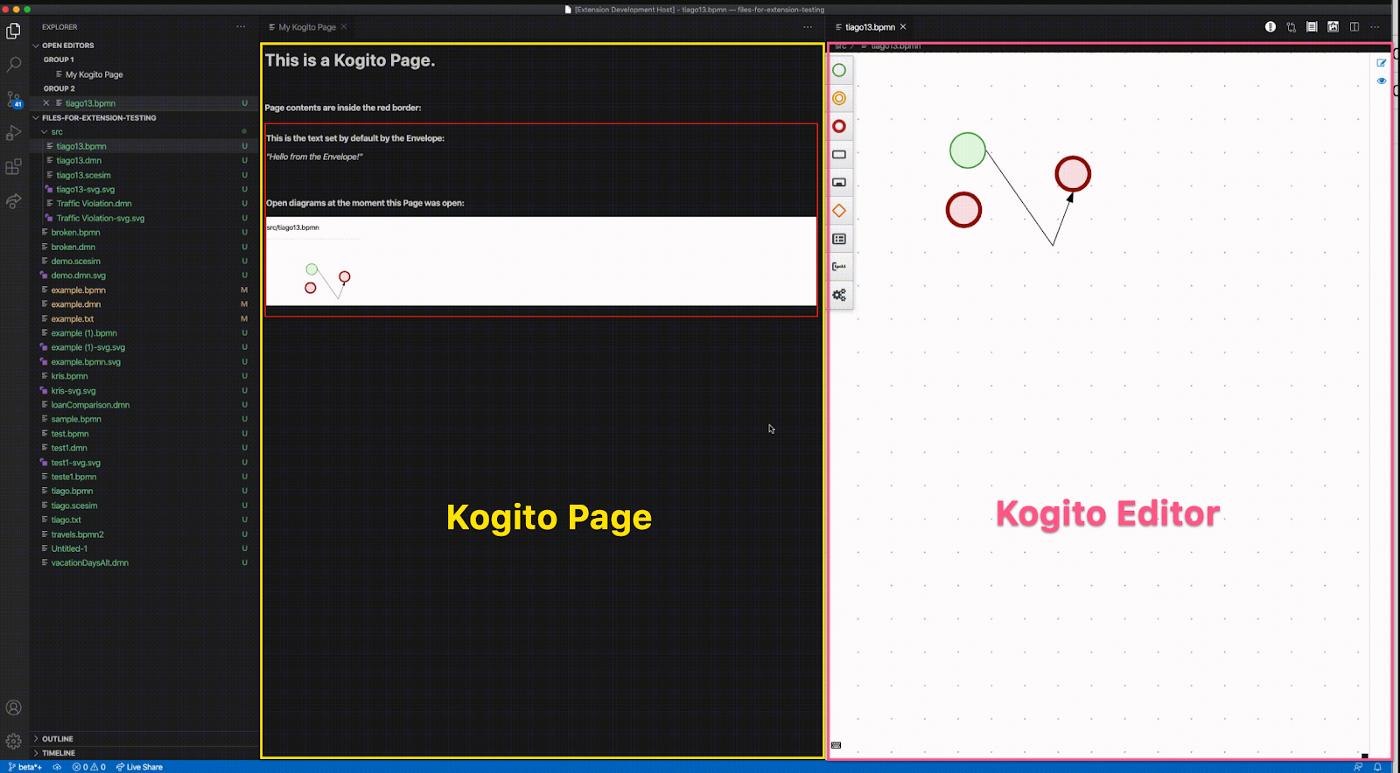 [Extension Development Host] - tiago13.bpmn — files-for-extension-testing
EXPLORER
OPEN EDITORS
GROUP 1
My Kogito Page
GROUP 2
tiago13.bpmn U
FILES-FOR-EXTENSION-TESTING
src
tiago13.bpmn U
tiago13.dmn U
tiago13.scesim U
tiago13-svg.svg U
Traffic Violation.dmn U
Traffic Violation-svg.svg U
broken.bpmn U
broken.dmn U
demo.scesim U
demo.dmn.svg U
example.bpmn M
example.dmn M
example.txt M
example (1).bpmn U
example (1)-svg.svg U
example.bpmn.svg U
kris.bpmn U
kris-svg.svg U
loanComparison.dmn U
sample.bpmn U
test.bpmn U
test1.dmn U
test1-svg.svg U
teste1.bpmn U
tiago.bpmn U
tiago.scesim U
tiago.txt U
travels.bpmn2 U
Untitled-1 U
vacationDaysAlt.dmn U
OUTLINE
TIMELINE
41
beta*+
0 0
Live Share
My Kogito Page
This is a Kogito Page.
Page contents are inside the red border:
This is the text set by default by the Envelope:
"Hello from the Envelope!"
Open diagrams at the moment this Page was open:
src/tiago13.bpmn
Kogito Page
tiago13.bpmn
src › tiago13.bpmn
Kogito Editor